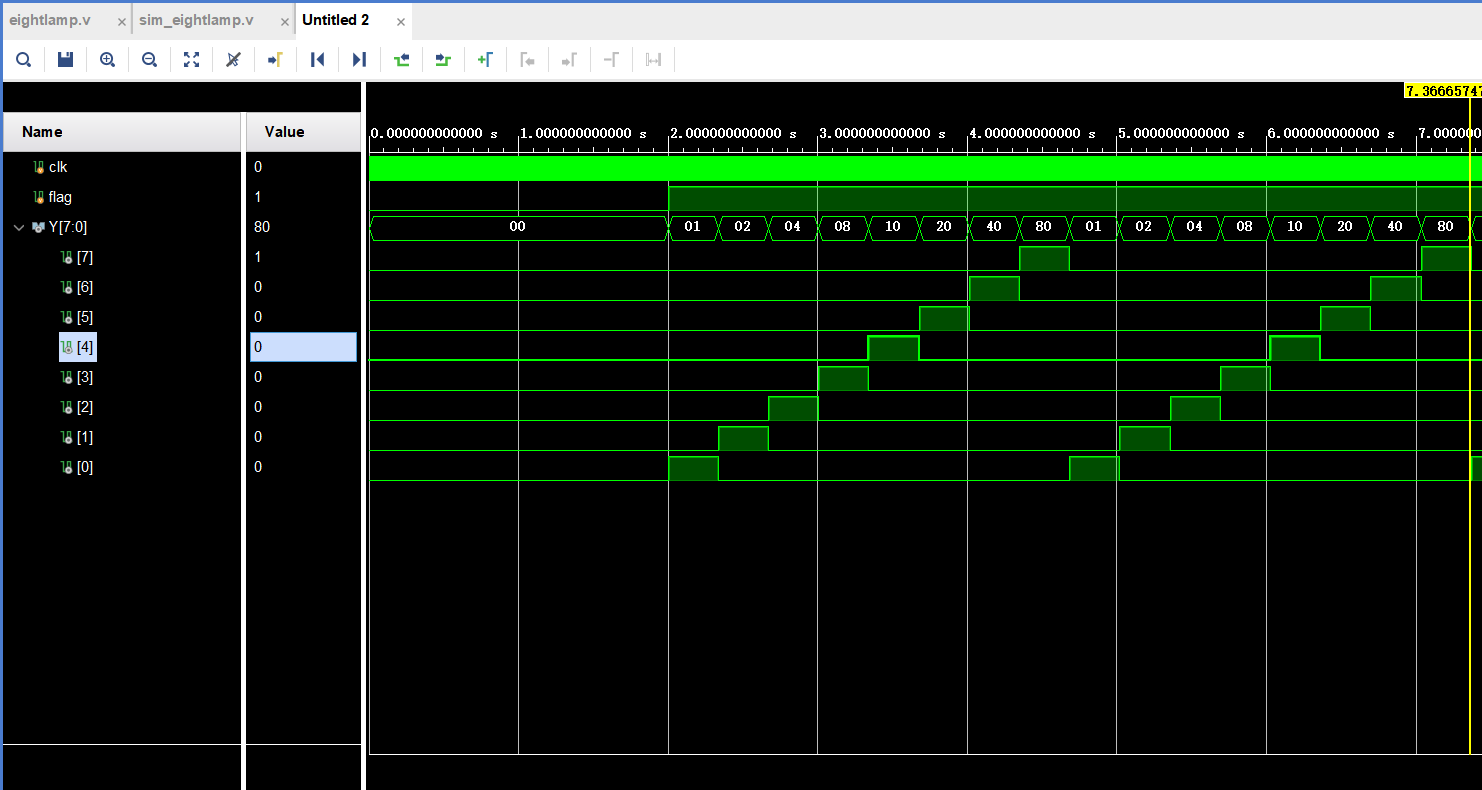 eightlamp.v × sim_eightlamp.v × Untitled 2 ×
7.36665747
Name Value
0.000000000000 s 1.000000000000 s 2.000000000000 s 3.000000000000 s 4.000000000000 s 5.000000000000 s 6.000000000000 s 7.000000
clk 0
flag 1
Y[7:0] 80 00 01 02 04 08 10 20 40 80 01 02 04 08 10 20 40 80
[7] 1
[6] 0
[5] 0
[4] 0
[3] 0
[2] 0
[1] 0
[0] 0